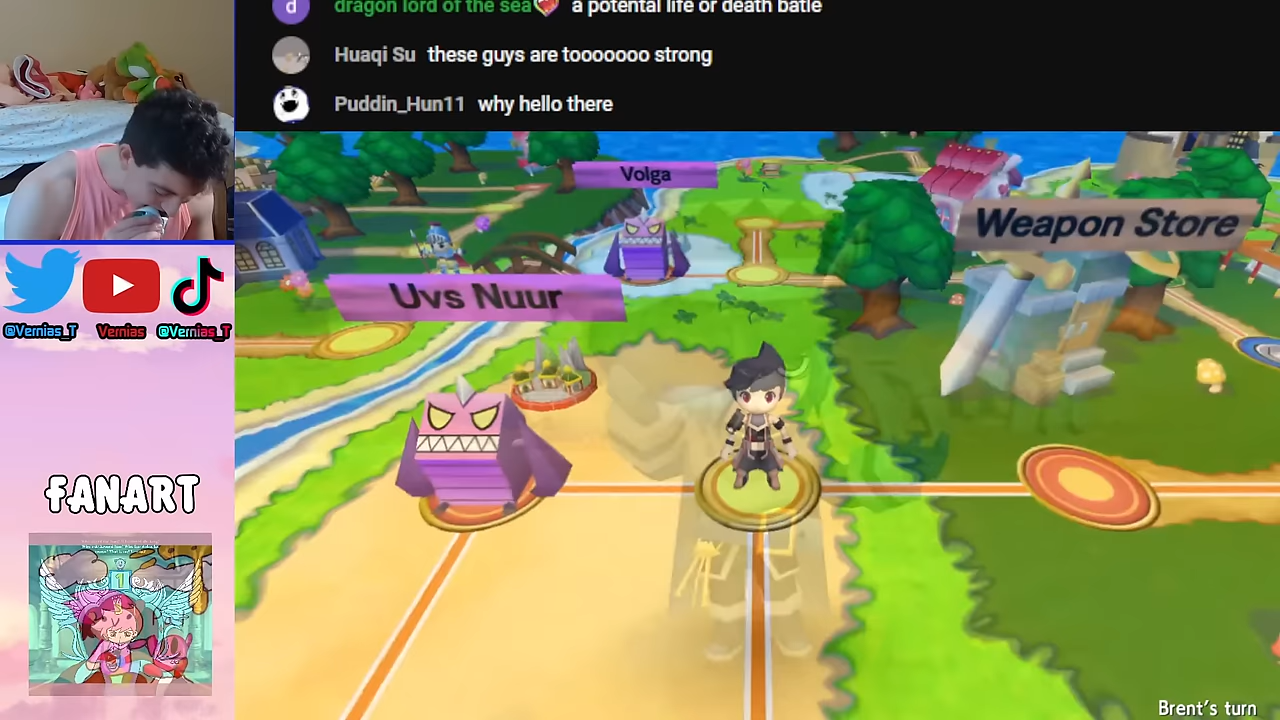 dragon lord of the sea a potental life or death batle
Huaqi Su these guys are tooooooo strong
Puddin_Hun11 why hello there
Volga
Weapon Store
Uvs Nuur
@Vernias_T Vernias @Vernias_T
FANART
1
Brent's turn